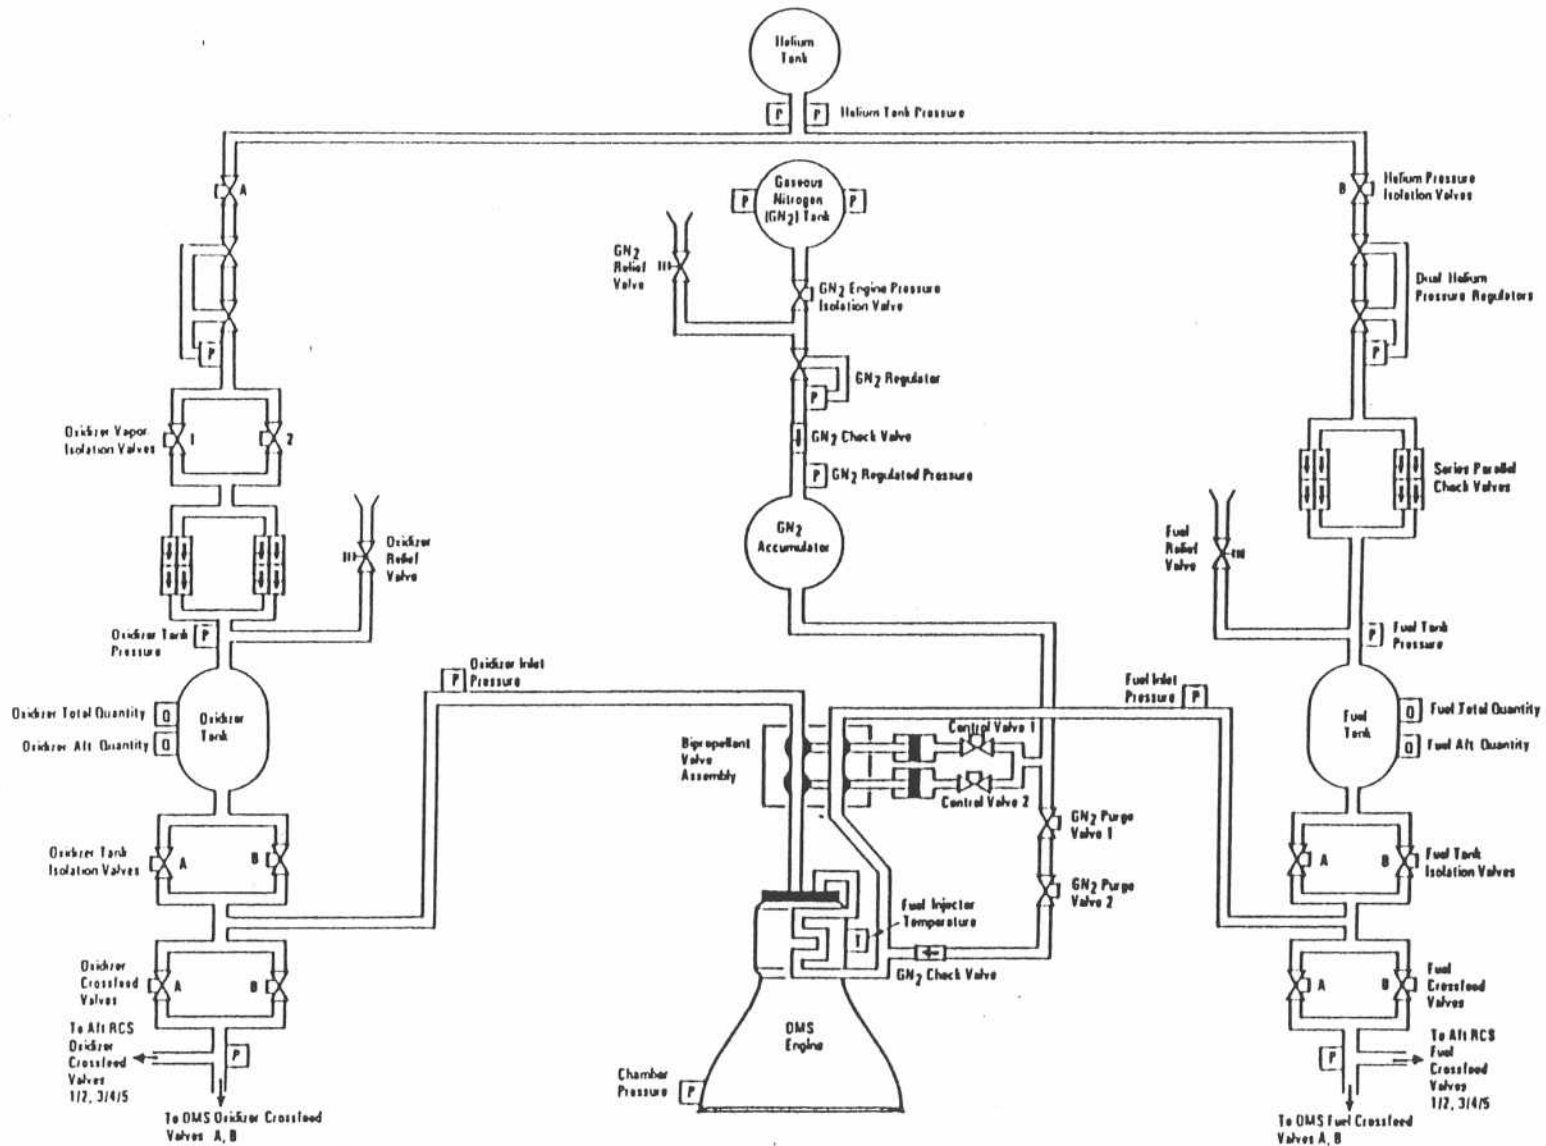 Helium
Tank
P
P
Helium Tank Pressure
A
B
Helium Pressure
Isolation Valves
P
Gaseous
Nitrogen
(GN2) Tank
P
GN2
Relief
Valve
GN2 Engine Pressure
Isolation Valve
Dual Helium
Pressure Regulators
P
P
GN2 Regulator
P
Oxidizer Vapor.
Isolation Valves
1
2
GN2 Check Valve
P
GN2 Regulated Pressure
Series Parallel
Check Valves
GN2
Accumulator
Oxidizer
Relief
Valve
Fuel
Relief
Valve
Oxidizer Tank
Pressure
P
P
Fuel Tank
Pressure
P
Oxidizer Inlet
Pressure
Fuel Inlet
Pressure
P
Oxidizer Total Quantity
Q
Oxidizer Aft Quantity
Q
Oxidizer
Tank
Fuel
Tank
Q
Fuel Total Quantity
Q
Fuel Aft Quantity
Bipropellant
Valve
Assembly
Control Valve 1
Control Valve 2
GN2 Purge
Valve 1
GN2 Purge
Valve 2
Oxidizer Tank
Isolation Valves
A
B
A
B
Fuel Tank
Isolation Valves
Fuel Injector
Temperature
T
GN2 Check Valve
Oxidizer
Crossfeed
Valves
A
B
A
B
Fuel
Crossfeed
Valves
OMS
Engine
To Aft RCS
Oxidizer
Crossfeed
Valves
1/2, 3/4/5
P
P
To Aft RCS
Fuel
Crossfeed
Valves
1/2, 3/4/5
Chamber
Pressure
P
To OMS Oxidizer Crossfeed
Valves A, B
To OMS Fuel Crossfeed
Valves A, B